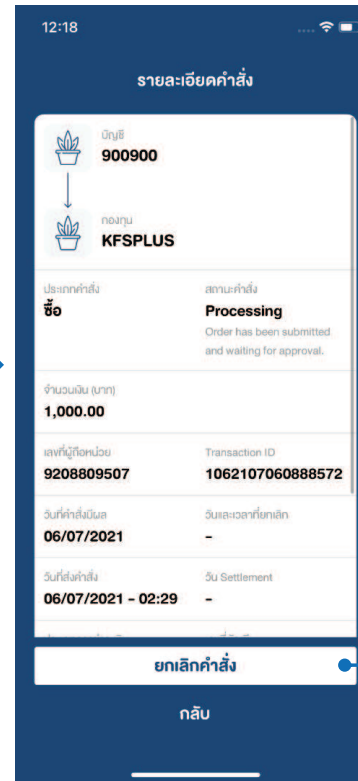 12:18
รายละเอียดคำสั่ง
บัญชี
900900
กองทุน
KFSPLUS
ประเภทคำสั่ง
สถานะคำสั่ง
ซื้อ
Processing
Order has been submitted
and waiting for approval.
จำนวนเงิน (บาท)
1,000.00
เลขที่ผู้ถือหน่วย
Transaction ID
9208809507
1062107060888572
วันที่คำสั่งมีผล
วันและเวลาที่ยกเลิก
06/07/2021
-
วันที่ส่งคำสั่ง
วัน Settlement
06/07/2021 - 02:29
-
ยกเลิกคำสั่ง
กลับ